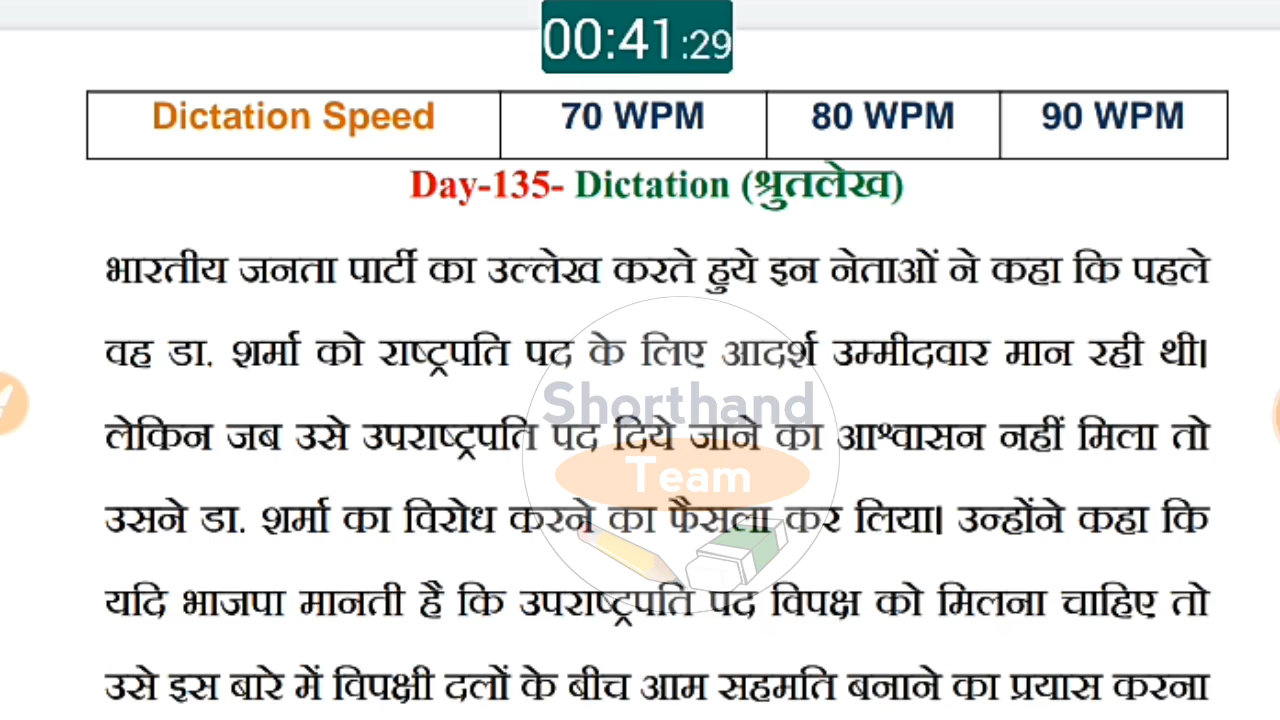 00:41:29
Dictation Speed 70 WPM 80 WPM 90 WPM
Day-135- Dictation (श्रुतलेख)
भारतीय जनता पार्टी का उल्लेख करते हुये इन नेताओं ने कहा कि पहले
वह डा. शर्मा को राष्ट्रपति पद के लिए आदर्श उम्मीदवार मान रही थी।
Shorthand
लेकिन जब उसे उपराष्ट्रपति पद दिये जाने का आश्वासन नहीं मिला तो
Team
उसने डा. शर्मा का विरोध करने का फैसला कर लिया। उन्होंने कहा कि
यदि भाजपा मानती है कि उपराष्ट्रपति पद विपक्ष को मिलना चाहिए तो
उसे इस बारे में विपक्षी दलों के बीच आम सहमति बनाने का प्रयास करना